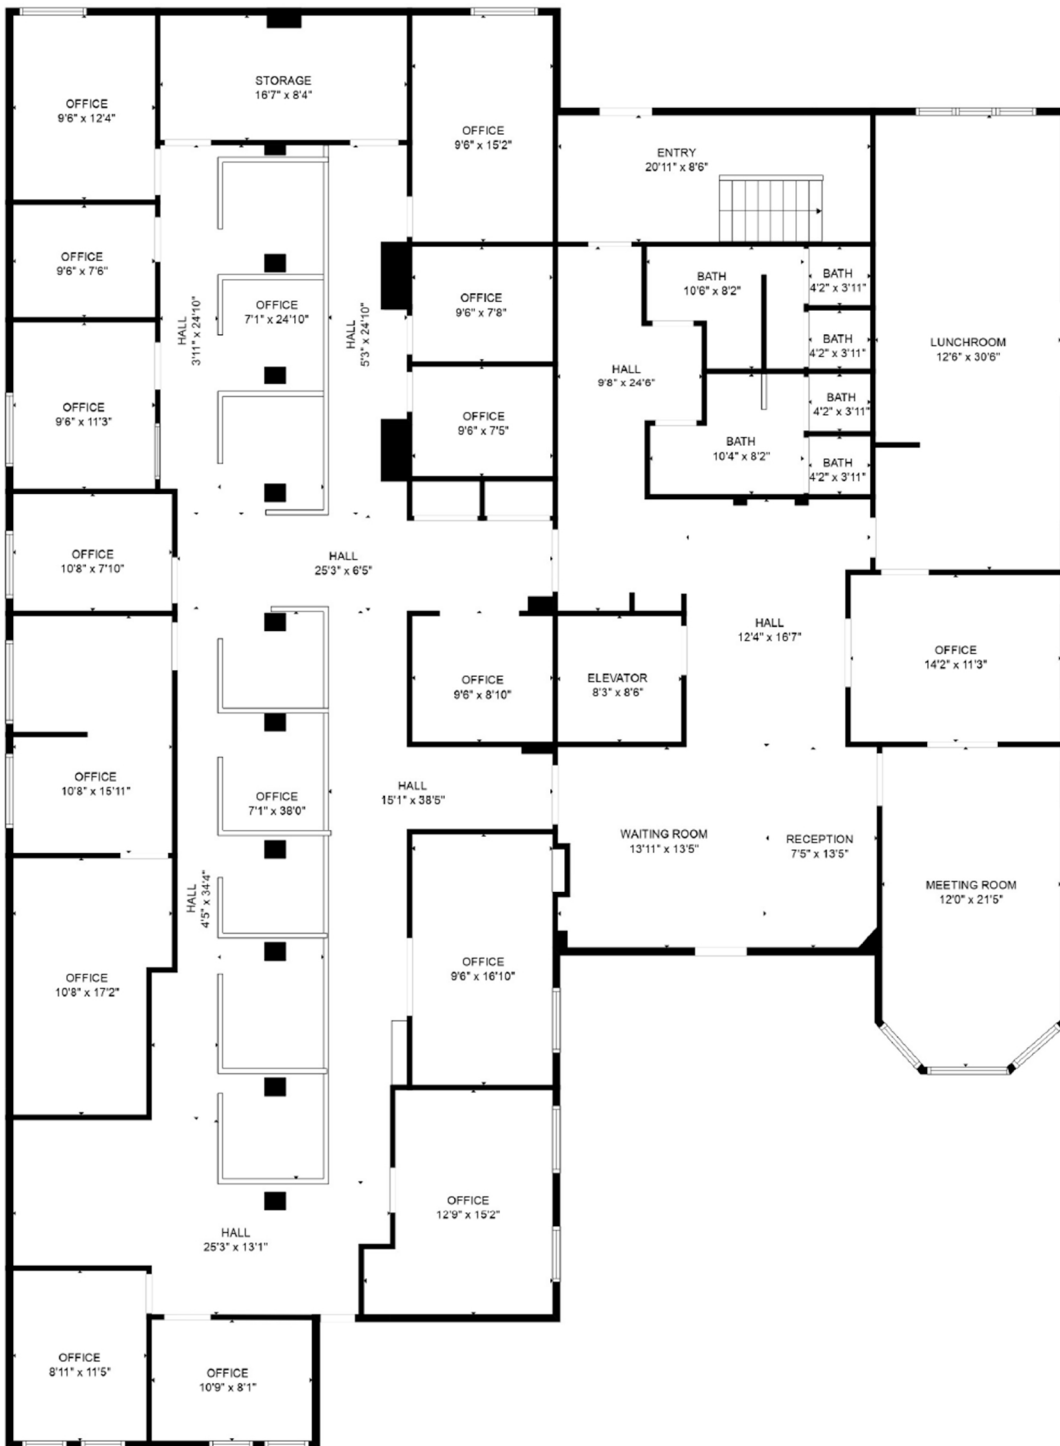 STORAGE
16'7" x 8'4"
OFFICE
9'6" x 12'4"
OFFICE
9'6" x 15'2"
ENTRY
20'11" x 8'6"
OFFICE
9'6" x 7'6"
BATH
10'6" x 8'2"
BATH
4'2" x 3'11"
OFFICE
9'6" x 7'8"
OFFICE
7'1" x 24'10"
HALL
3'11" x 24'10"
HALL
5'3" x 24'10"
BATH
4'2" x 3'11"
LUNCHROOM
12'6" x 30'6"
HALL
9'8" x 24'6"
BATH
4'2" x 3'11"
OFFICE
9'6" x 11'3"
OFFICE
9'6" x 7'5"
BATH
10'4" x 8'2"
BATH
4'2" x 3'11"
OFFICE
10'8" x 7'10"
HALL
25'3" x 6'5"
HALL
12'4" x 16'7"
OFFICE
14'2" x 11'3"
OFFICE
9'6" x 8'10"
ELEVATOR
8'3" x 8'6"
OFFICE
10'8" x 15'11"
OFFICE
7'1" x 38'0"
HALL
15'1" x 38'5"
WAITING ROOM
13'11" x 13'5"
RECEPTION
7'5" x 13'5"
MEETING ROOM
12'0" x 21'5"
HALL
4'5" x 34'4"
OFFICE
9'6" x 16'10"
OFFICE
10'8" x 17'2"
OFFICE
12'9" x 15'2"
HALL
25'3" x 13'1"
OFFICE
8'11" x 11'5"
OFFICE
10'9" x 8'1"